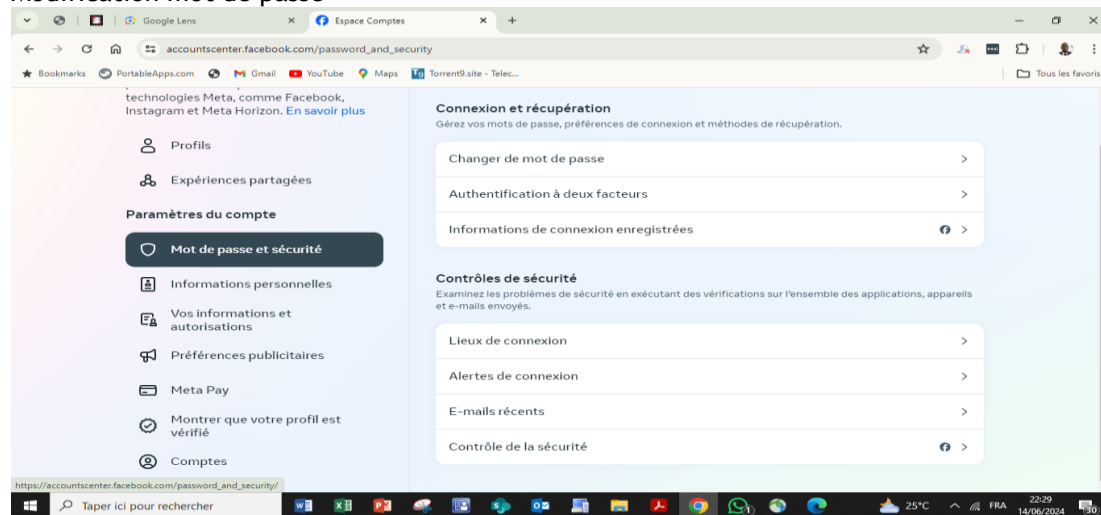 Modification mot de passe
Google Lens
Espace Comptes
accountscenter.facebook.com/password_and_security
Bookmarks
PortableApps.com
Gmail
YouTube
Maps
Torrent9.site - Telec...
Tous les favoris
technologies Meta, comme Facebook,
Instagram et Meta Horizon. En savoir plus
Profils
Expériences partagées
Paramètres du compte
Mot de passe et sécurité
Informations personnelles
Vos informations et
autorisations
Préférences publicitaires
Meta Pay
Montrer que votre profil est
vérifié
Comptes
Connexion et récupération
Gérez vos mots de passe, préférences de connexion et méthodes de récupération.
Changer de mot de passe
Authentification à deux facteurs
Informations de connexion enregistrées
Contrôles de sécurité
Examinez les problèmes de sécurité en exécutant des vérifications sur l'ensemble des applications, appareils
et e-mails envoyés.
Lieux de connexion
Alertes de connexion
E-mails récents
Contrôle de la sécurité
https://accountscenter.facebook.com/password_and_security/
Taper ici pour rechercher
25°C
FRA
22:29
14/06/2024
30